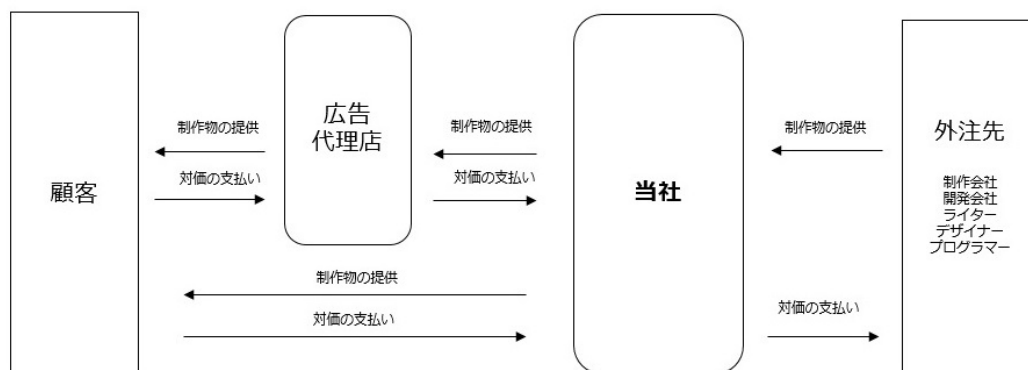 顧客
制作物の提供
対価の支払い
広告
代理店
制作物の提供
対価の支払い
制作物の提供
対価の支払い
当社
制作物の提供
対価の支払い
外注先
制作会社
開発会社
ライター
デザイナー
プログラマー